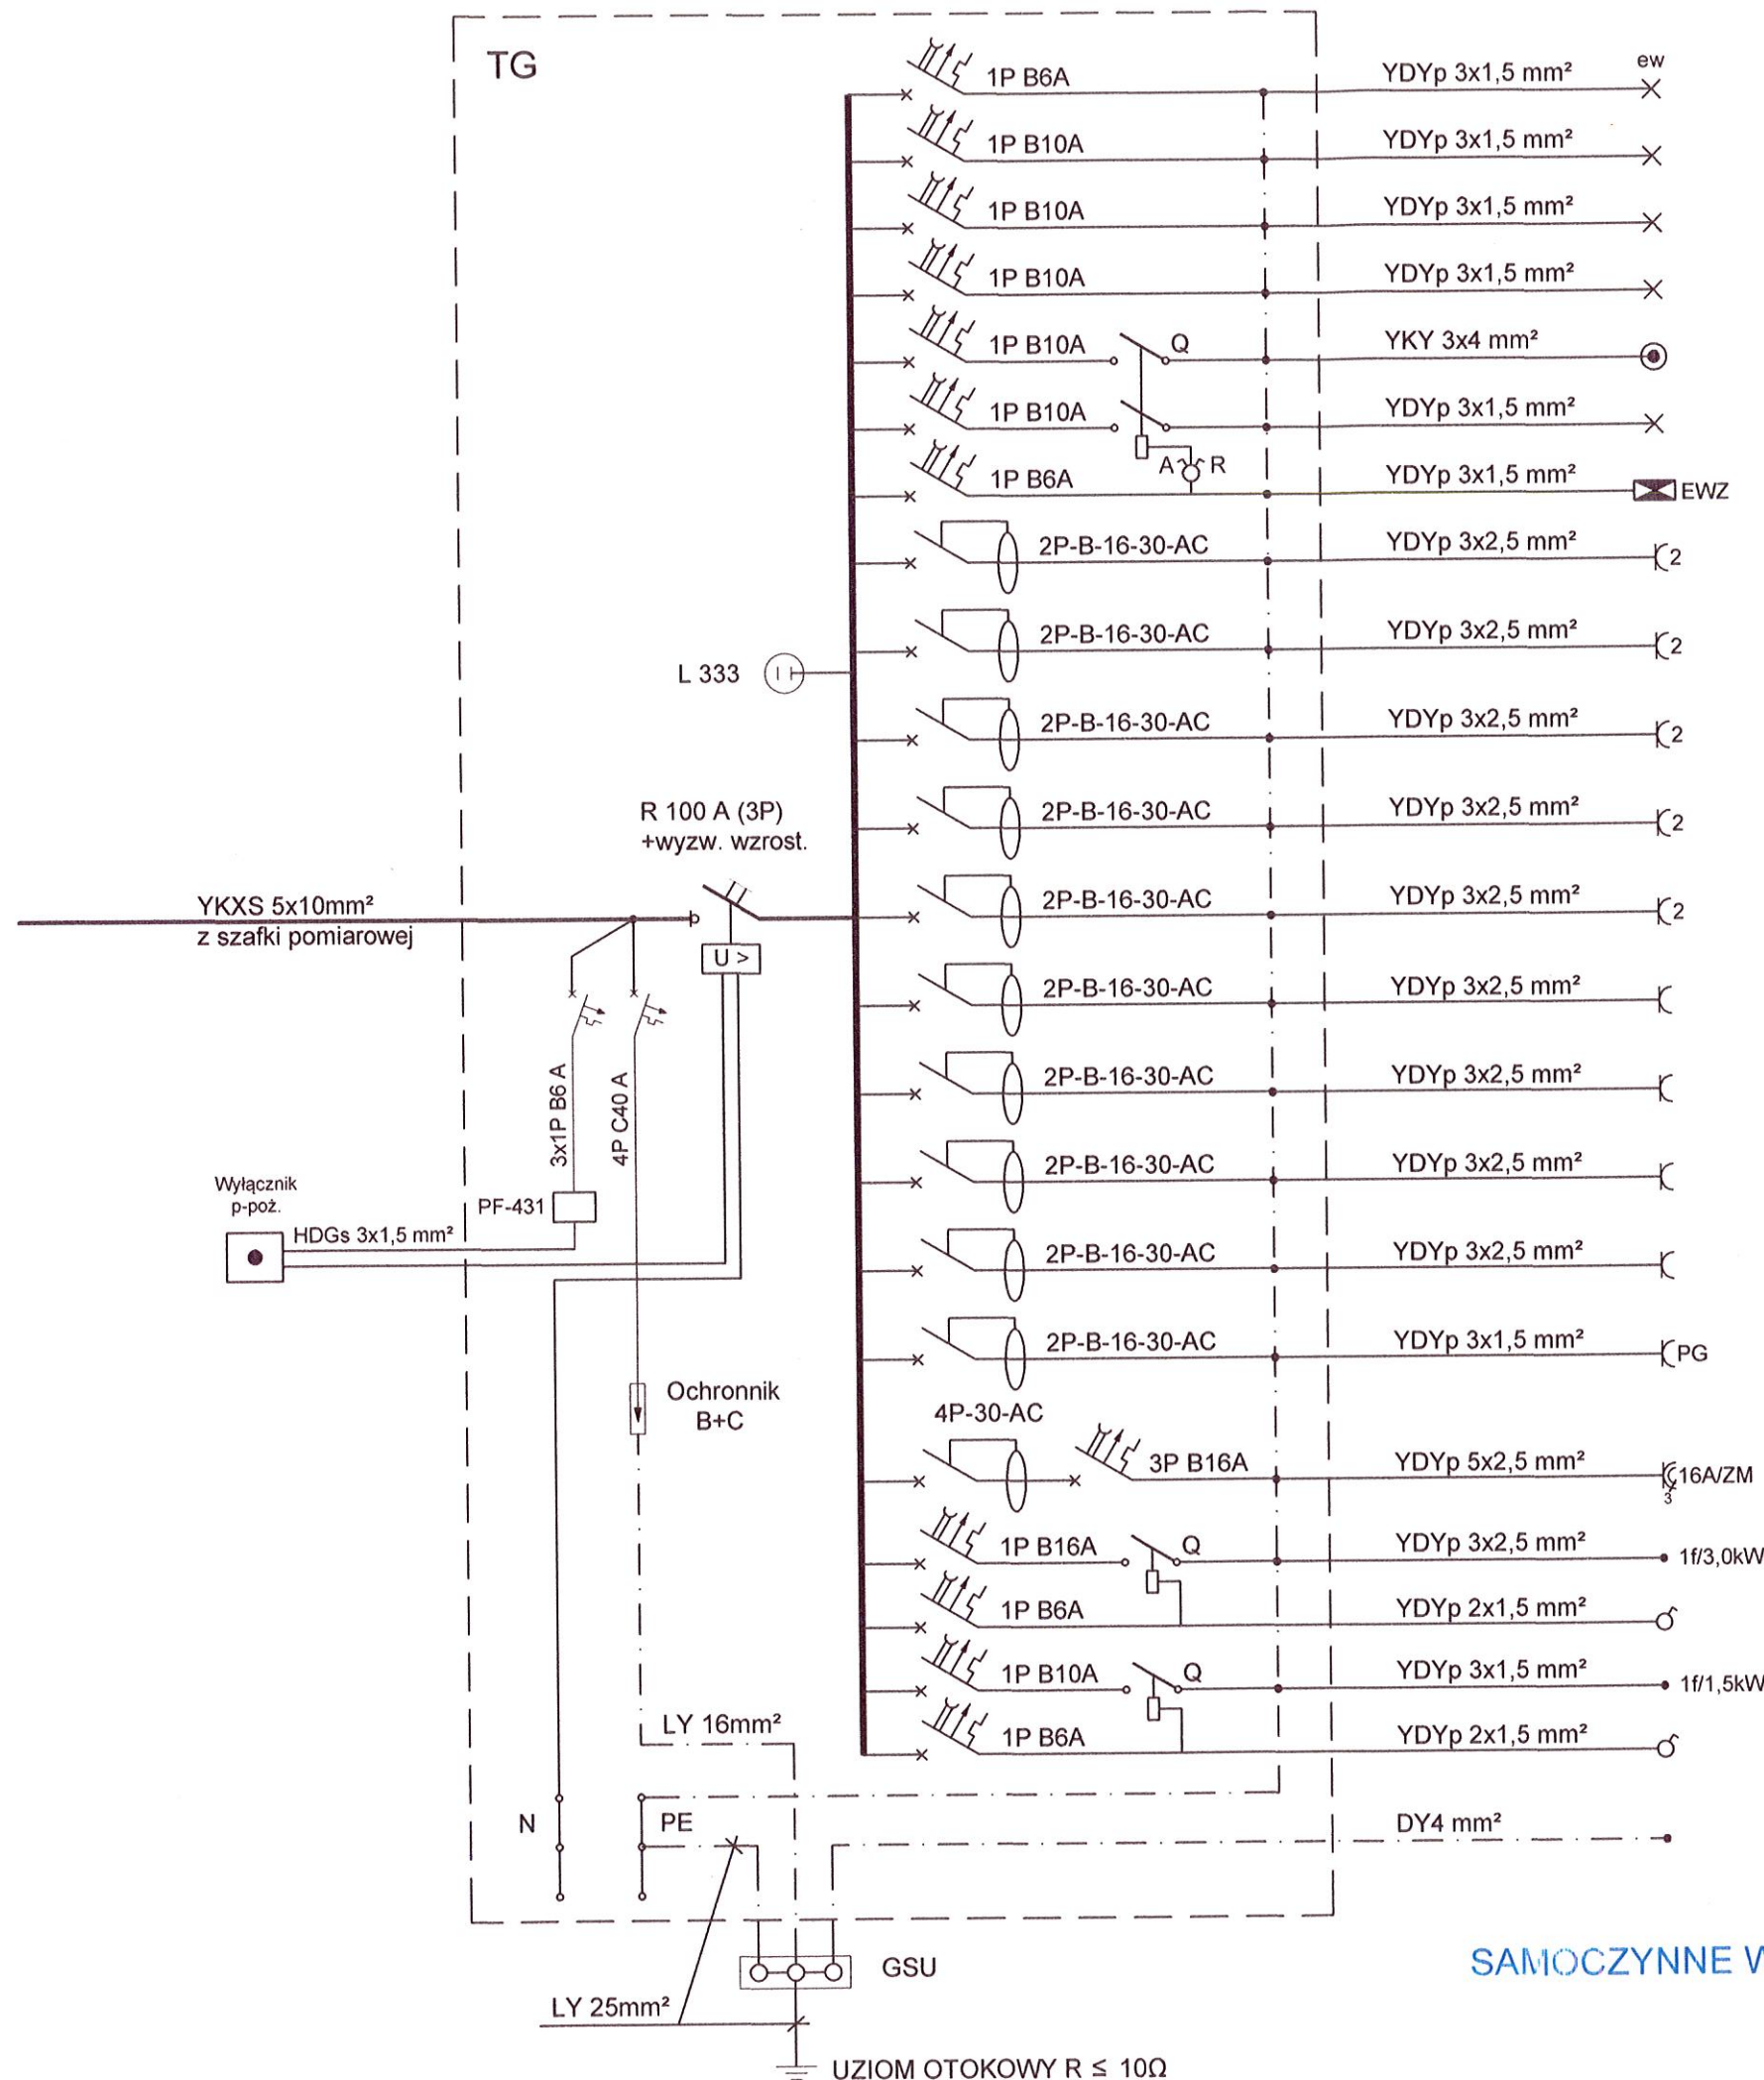 TG
1P B6A
YDYp 3x1,5 mm²
ew
1P B10A
YDYp 3x1,5 mm²
1P B10A
YDYp 3x1,5 mm²
1P B10A
YDYp 3x1,5 mm²
1P B10A
Q
YKY 3x4 mm²
1P B10A
YDYp 3x1,5 mm²
A
R
1P B6A
YDYp 3x1,5 mm²
EWZ
2P-B-16-30-AC
YDYp 3x2,5 mm²
2
2P-B-16-30-AC
YDYp 3x2,5 mm²
2
L 333
2P-B-16-30-AC
YDYp 3x2,5 mm²
2
R 100 A (3P)
+wyzw. wzrost.
2P-B-16-30-AC
YDYp 3x2,5 mm²
2
YKXS 5x10mm²
z szafki pomiarowej
U >
2P-B-16-30-AC
YDYp 3x2,5 mm²
2
2P-B-16-30-AC
YDYp 3x2,5 mm²
3x1P B6 A
4P C40 A
2P-B-16-30-AC
YDYp 3x2,5 mm²
2P-B-16-30-AC
YDYp 3x2,5 mm²
Wyłącznik
p-poż.
PF-431
HDGs 3x1,5 mm²
2P-B-16-30-AC
YDYp 3x2,5 mm²
2P-B-16-30-AC
YDYp 3x1,5 mm²
PG
Ochronnik
B+C
4P-30-AC
3P B16A
YDYp 5x2,5 mm²
16A/ZM
3
1P B16A
Q
YDYp 3x2,5 mm²
1f/3,0kW
1P B6A
YDYp 2x1,5 mm²
1P B10A
Q
YDYp 3x1,5 mm²
1f/1,5kW
LY 16mm²
1P B6A
YDYp 2x1,5 mm²
N
PE
DY4 mm²
GSU
SAMOCZYNNE W
LY 25mm²
UZIOM OTOKOWY R ≤ 10Ω